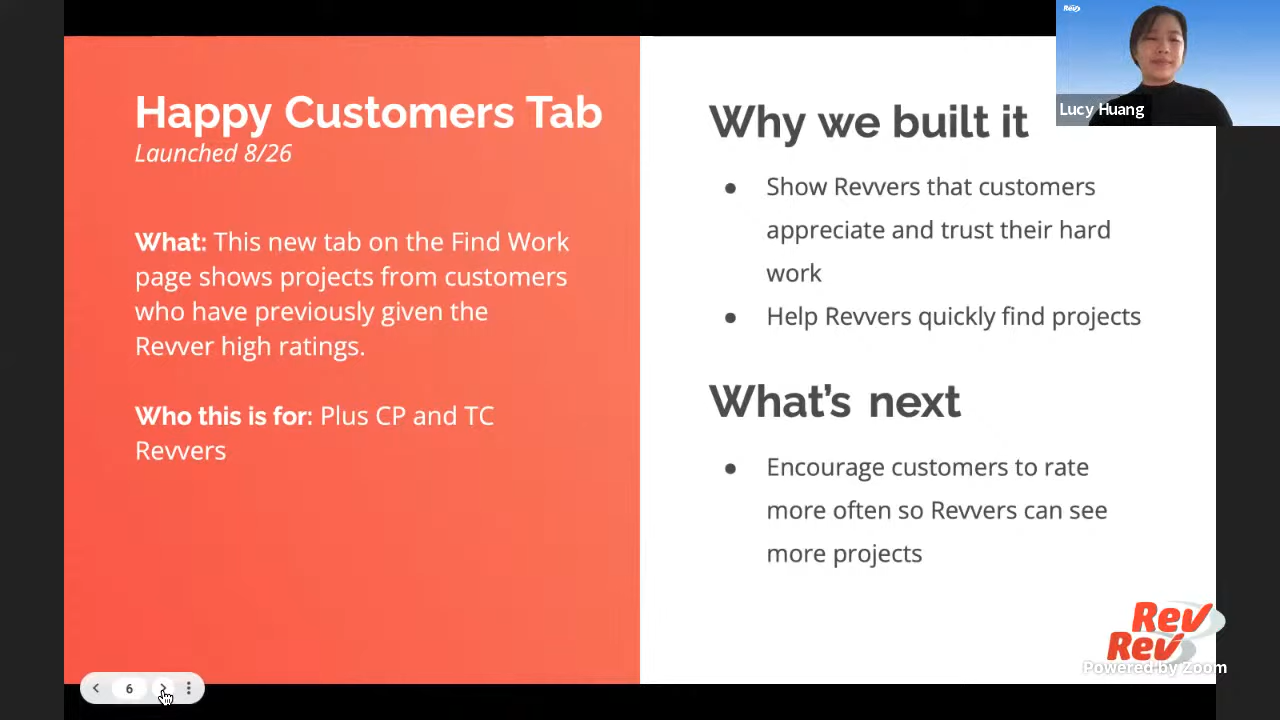 Happy Customers Tab
Launched 8/26
What: This new tab on the Find Work
page shows projects from customers
who have previously given the
Revver high ratings.
Who this is for: Plus CP and TC
Revvers
Why we built it
● Show Revvers that customers
appreciate and trust their hard
work
● Help Revvers quickly find projects
What's next
● Encourage customers to rate
more often so Revvers can see
more projects
Rev
Lucy Huang
Rev
Rev
Powered by Zoom
6